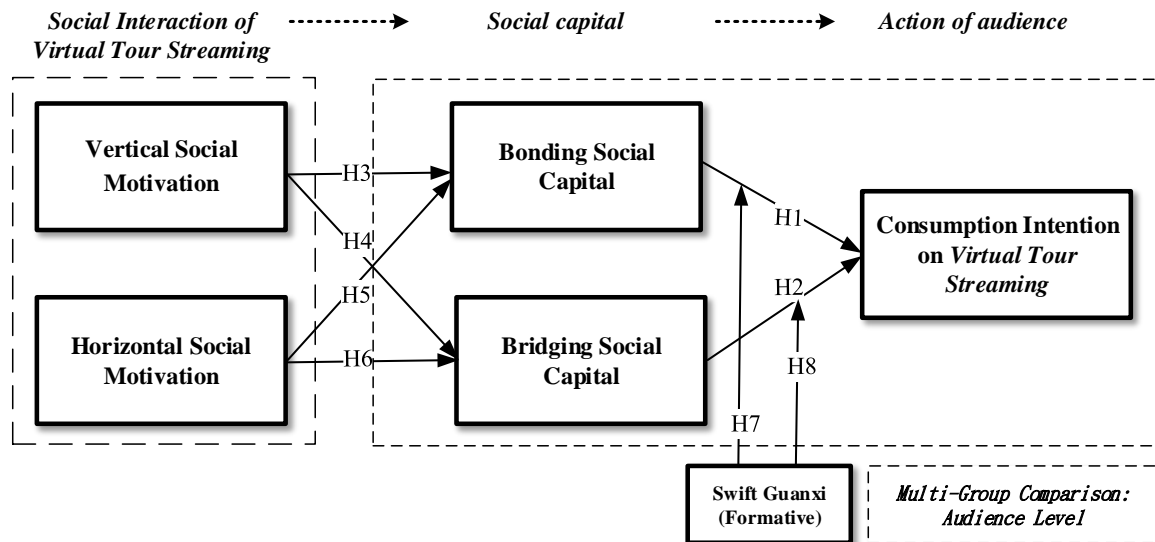 Social Interaction of
Virtual Tour Streaming
Social capital
Action of audience
Vertical Social
Motivation
Horizontal Social
Motivation
H3
H4
H5
H6
Bonding Social
Capital
Bridging Social
Capital
H1
H2
H7
H8
Consumption Intention
on Virtual Tour
Streaming
Swift Guanxi
(Formative)
Multi-Group Comparison:
Audience Level